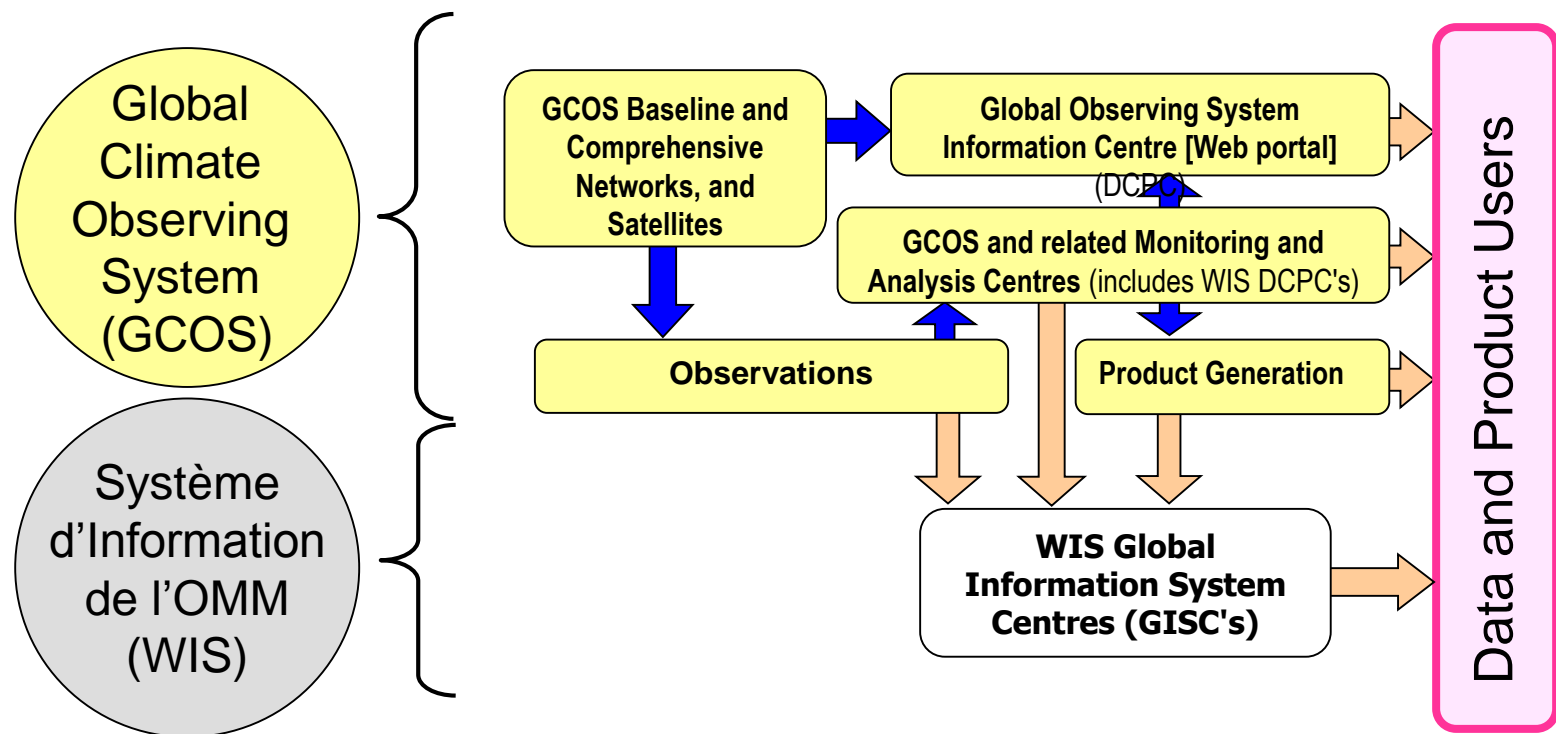 Global
Climate
Observing
System
(GCOS)
Système
d’Information
de l’OMM
(WIS)
GCOS Baseline and
Comprehensive
Networks, and
Satellites
Global Observing System
Information Centre [Web portal]
(DCPC)
GCOS and related Monitoring and
Analysis Centres (includes WIS DCPC's)
Observations
Product Generation
WIS Global
Information System
Centres (GISC's)
Data and Product Users